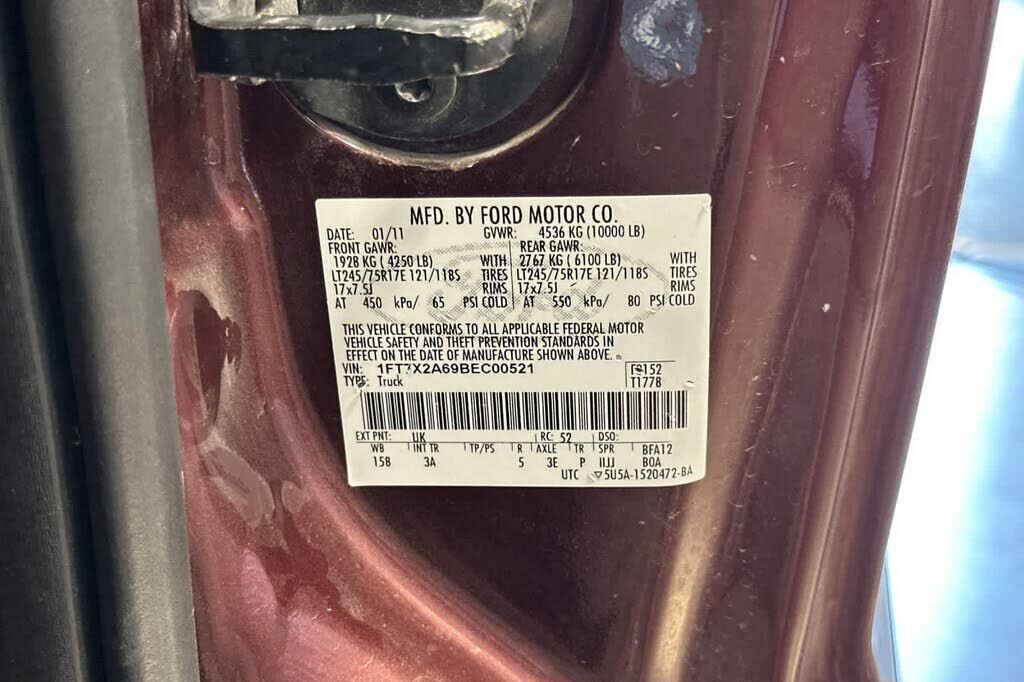 MFD. BY FORD MOTOR CO.
DATE: 01/11 GVWR: 4536 KG (10000 LB)
FRONT GAWR: REAR GAWR:
1928 KG ( 4250 LB) WITH 2767 KG ( 6100 LB) WITH
LT245/75R17E 121/118S TIRES LT245/75R17E 121/118S TIRES
17x7.5J RIMS 17x7.5J RIMS
AT 450 kPa/ 65 PSI COLD AT 550 kPa/ 80 PSI COLD
Ford
THIS VEHICLE CONFORMS TO ALL APPLICABLE FEDERAL MOTOR
VEHICLE SAFETY AND THEFT PREVENTION STANDARDS IN
EFFECT ON THE DATE OF MANUFACTURE SHOWN ABOVE.
VIN: 1FT7X2A69BEC00521
TYPE: Truck T177B
EXT PNT: UK RC: 52 DSO:
WB INT TR TP/PS R AXLE TR SPR BFA12
158 3A 5 3E P IIJJ BOA
UTC ▽5U5A-1520472-BA